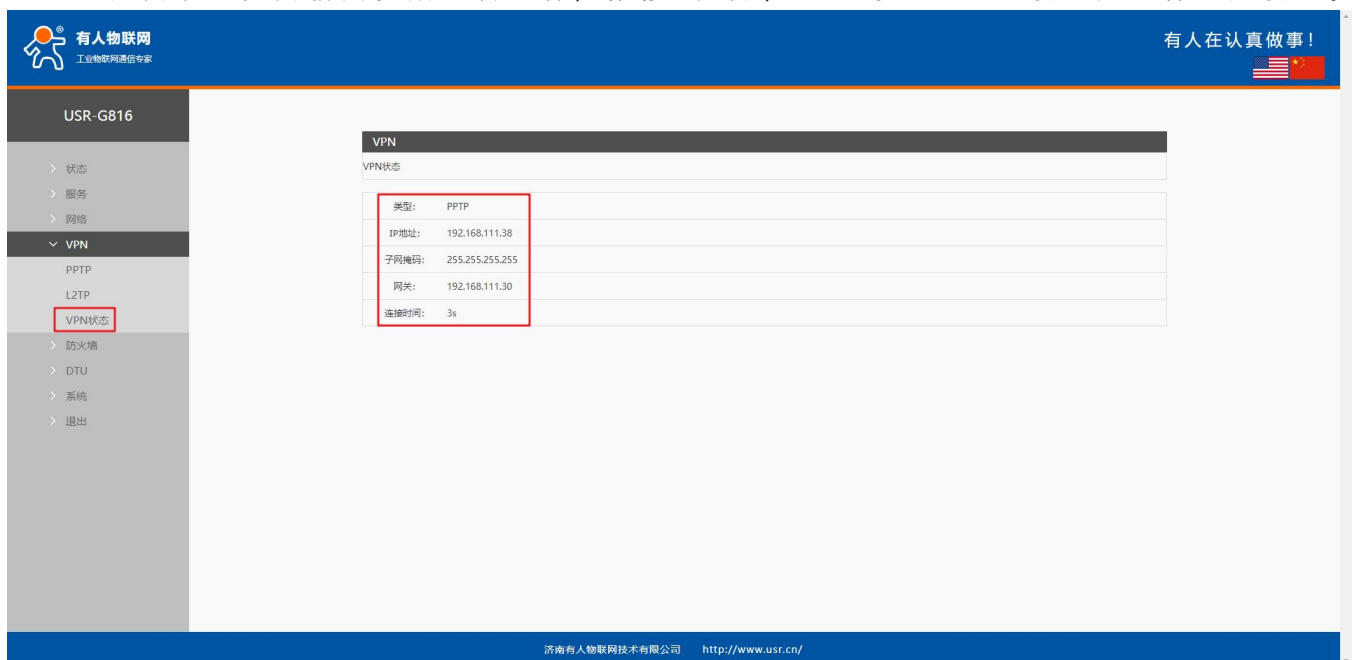 有人物联网
工业物联网通信专家
有人在认真做事!
USR-G816
状态
服务
网络
VPN
PPTP
L2TP
VPN状态
防火墙
DTU
系统
退出
VPN
VPN状态
类型: PPTP
IP地址: 192.168.111.38
子网掩码: 255.255.255.255
网关: 192.168.111.30
连接时间: 3s
济南有人物联网技术有限公司 http://www.usr.cn/